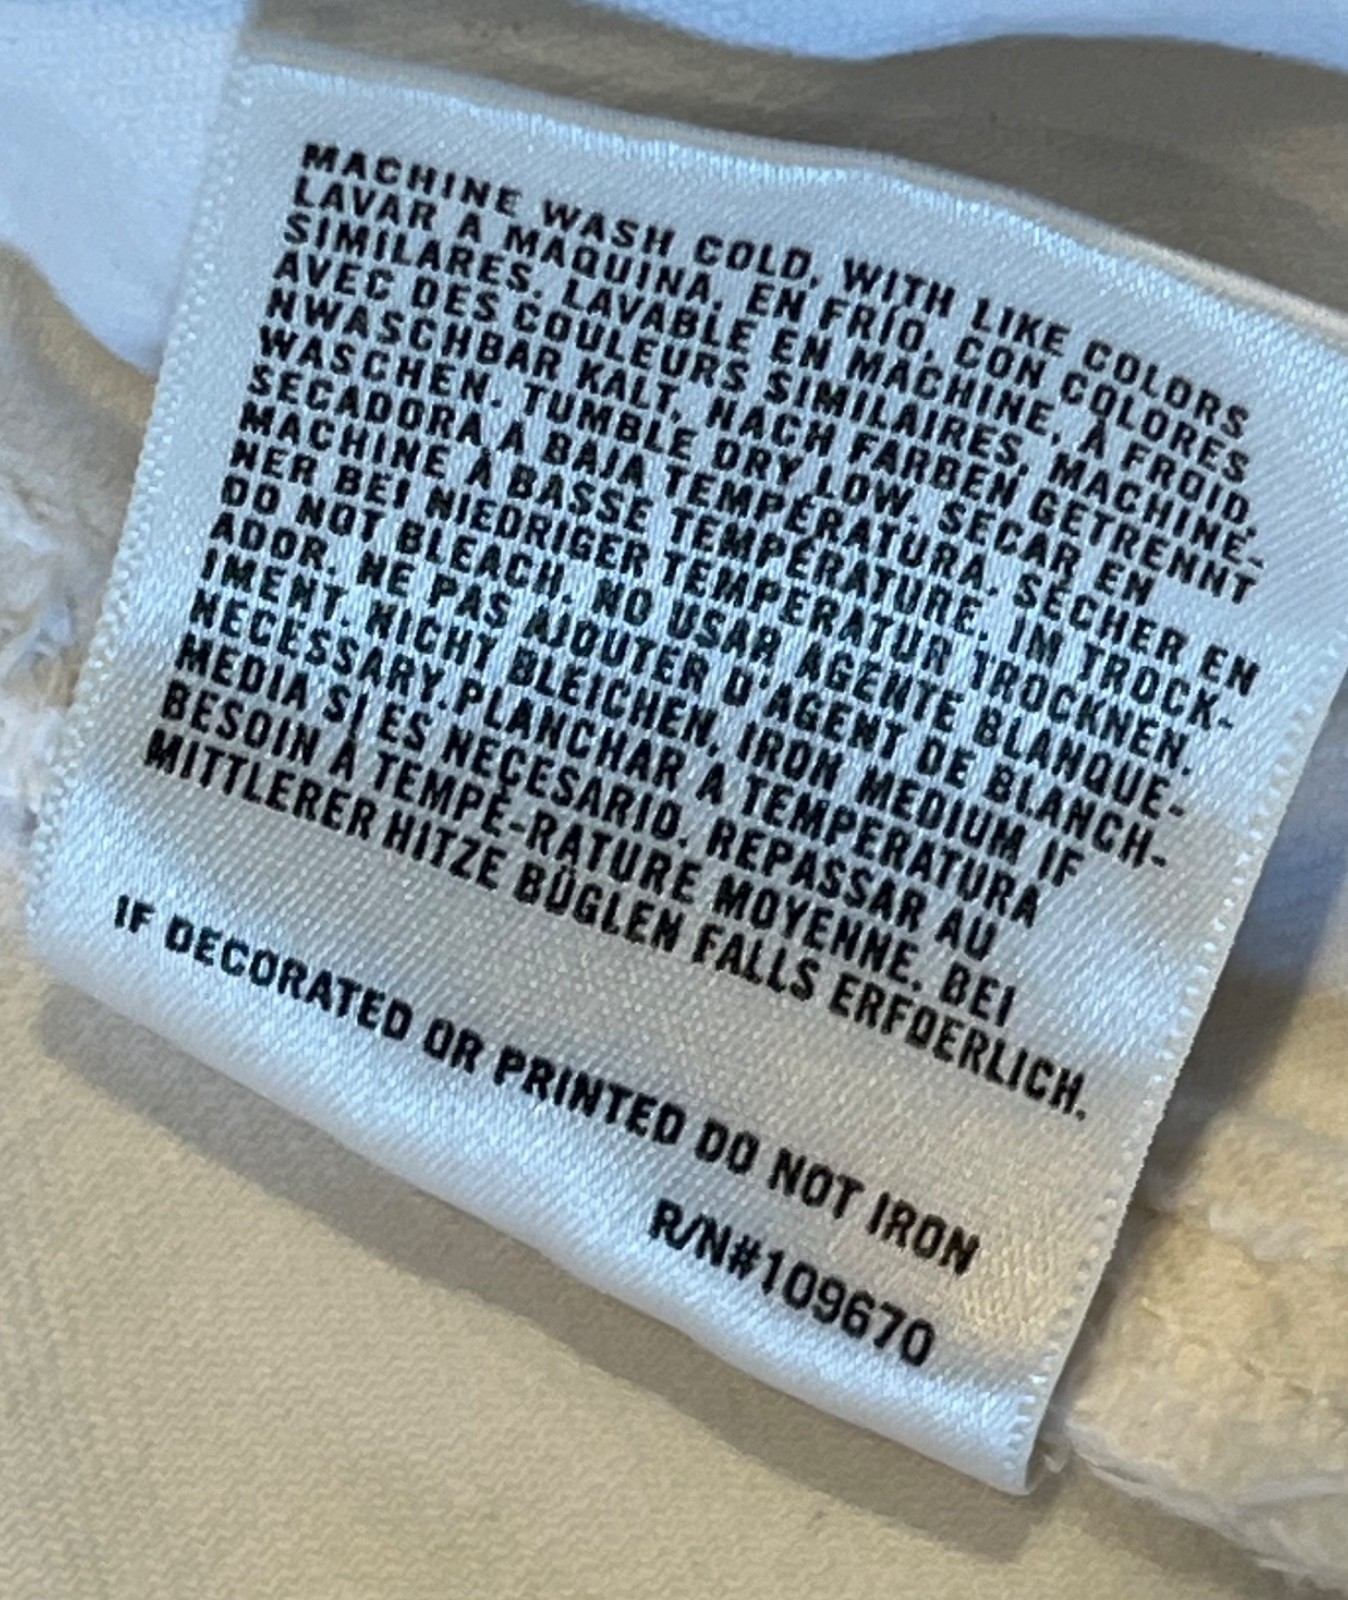 MACHINE WASH COLD, WITH LIKE COLORS
LAVAR A MAQUINA, EN FRÍO, CON COLORES
SIMILARES. LAVABLE EN MACHINE, À FROID,
AVEC DES COULEURS SIMILAIRES. MACHINE-
NWASCHBAR KALT, NACH FARBEN GETRENNT
WASCHEN. TUMBLE DRY LOW. SECAR EN
SECADORA A BAJA TEMPÉRATURA. SÉCHER EN
MACHINE À BASSE TEMPÉRATURE. IM TROCK-
NER BEI NIEDRIGER TEMPERATUR TROCKNEN.
DO NOT BLEACH. NO USAR AGENTE BLANQUE-
ADOR. NE PAS AJOUTER D'AGENT DE BLANCH-
IMENT. NICHT BLEICHEN. IRON MEDIUM IF
NECESSARY.PLANCHAR A TEMPERATURA
MEDIA SI ES NECESARIO. REPASSAR AU
BESOIN À TEMPÉ-RATURE MOYENNE. BEI
MITTLERER HITZE BÜGLEN FALLS ERFOERLICH.
IF DECORATED OR PRINTED DO NOT IRON
R/N#109670